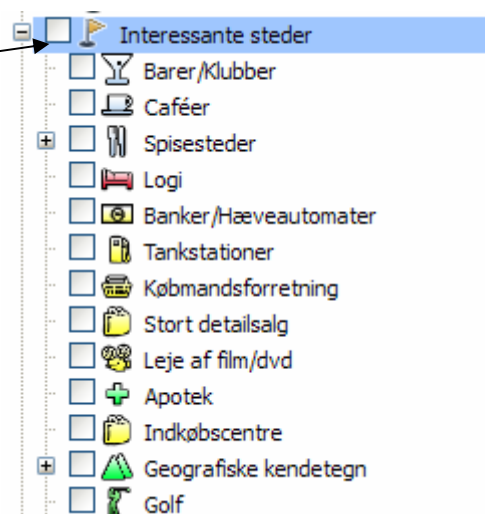 Interessante steder
Barer/Klubber
Caféer
Spisesteder
Logi
Banker/Hæveautomater
Tankstationer
Købmandsforretning
Stort detailsalg
Leje af film/dvd
Apotek
Indkøbscentre
Geografiske kendetegn
Golf